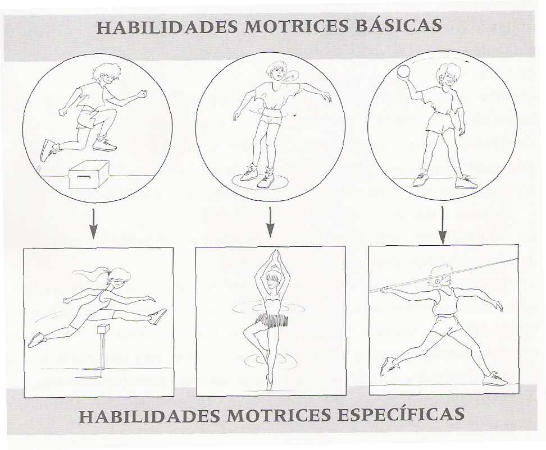 HABILIDADES MOTRICES BÁSICAS
HABILIDADES MOTRICES ESPECÍFICAS